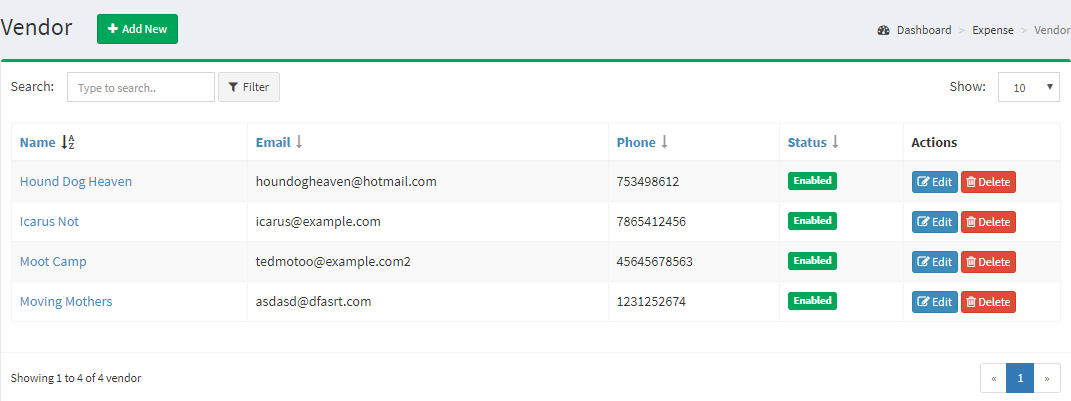 Vendor Add New Dashboard > Expense > Vendor
Search: Type to search.. Filter Show: 10
Name Email Phone Status Actions
Hound Dog Heaven houndogheaven@hotmail.com 753498612 Enabled Edit Delete
Icarus Not icarus@example.com 7865412456 Enabled Edit Delete
Moot Camp tedmotoo@example.com2 45645678563 Enabled Edit Delete
Moving Mothers asdasd@dfasrt.com 1231252674 Enabled Edit Delete
Showing 1 to 4 of 4 vendor « 1 »